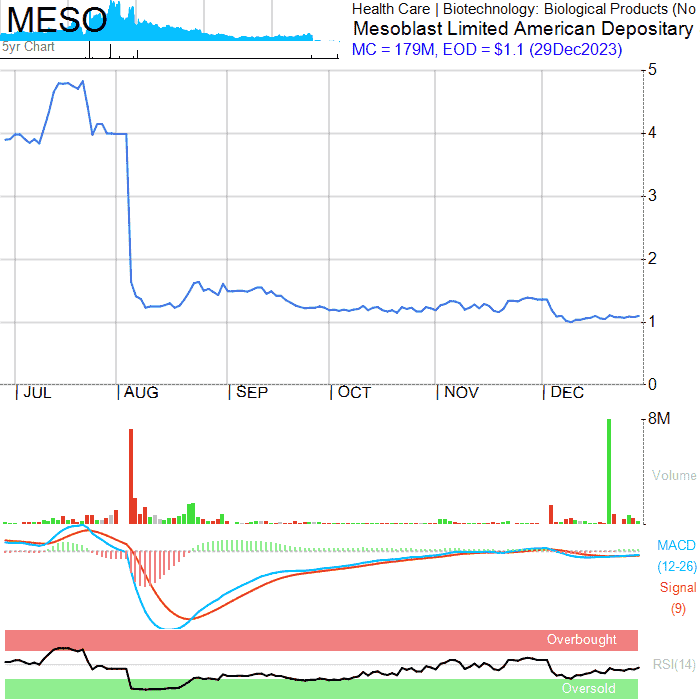 MESO
5yr Chart
Health Care | Biotechnology: Biological Products (No
Mesoblast Limited American Depositary
MC = 179M, EOD = $1.1 (29Dec2023)
5
4
3
2
1
0
JUL AUG SEP OCT NOV DEC
8M
Volume
MACD
(12-26)
Signal
(9)
Overbought
RSI(14)
Oversold